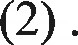 (2) .